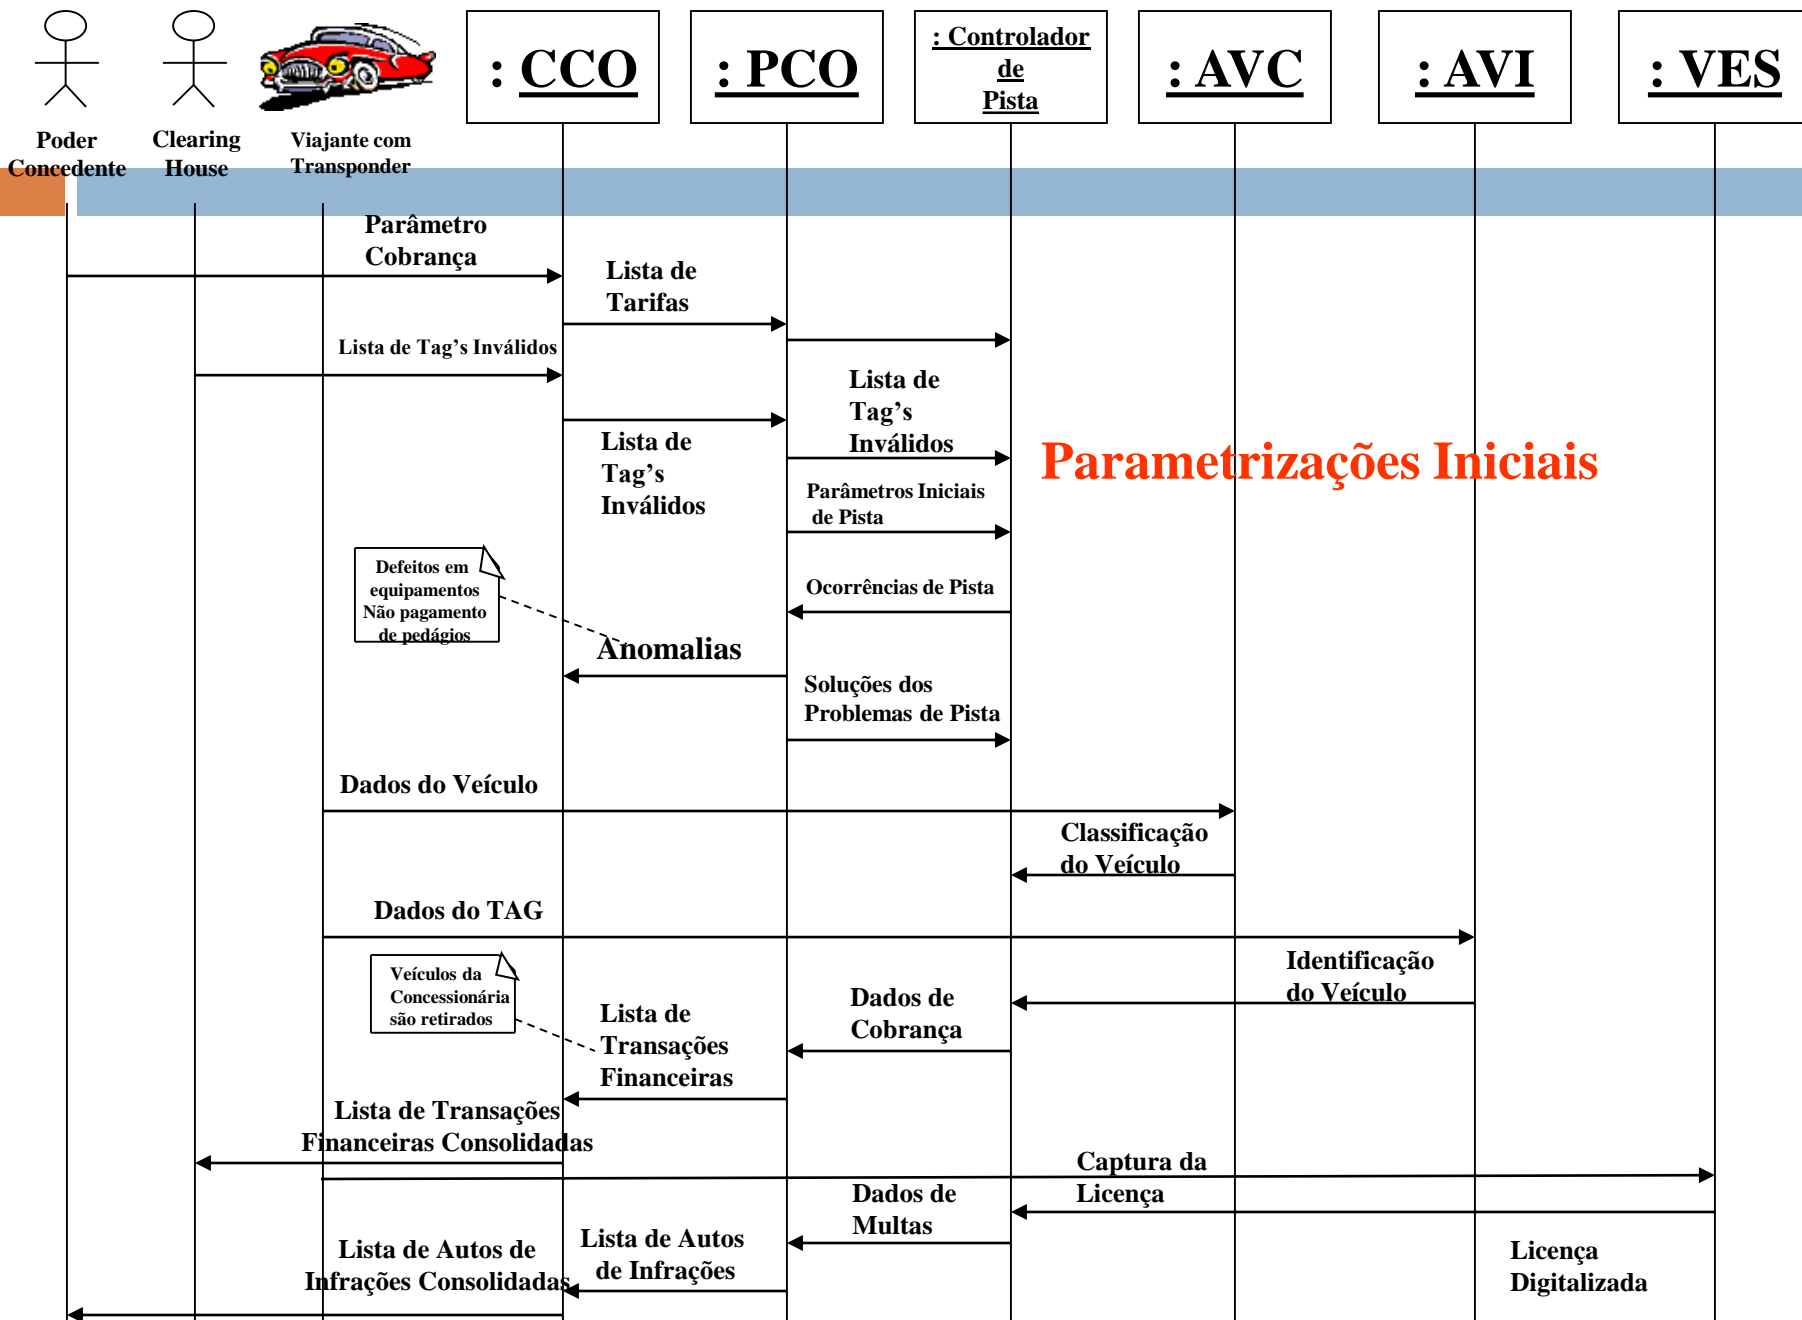 Poder
Concedente
Clearing
House
Viajante com
Transponder
: CCO
: PCO
: Controlador
de
Pista
: AVC
: AVI
: VES
Parâmetro
Cobrança
Lista de
Tarifas
Lista de Tag’s Inválidos
Lista de
Tag’s
Inválidos
Lista de
Tag’s
Inválidos
Parametrizações Iniciais
Parâmetros Iniciais
de Pista
Defeitos em
equipamentos
Não pagamento
de pedágios
Ocorrências de Pista
Anomalias
Soluções dos
Problemas de Pista
Dados do Veículo
Classificação
do Veículo
Dados do TAG
Identificação
do Veículo
Veículos da
Concessionária
são retirados
Lista de
Transações
Financeiras
Dados de
Cobrança
Lista de Transações
Financeiras Consolidadas
Captura da
Licença
Dados de
Multas
Lista de Autos
de Infrações
Lista de Autos de
Infrações Consolidadas
Licença
Digitalizada